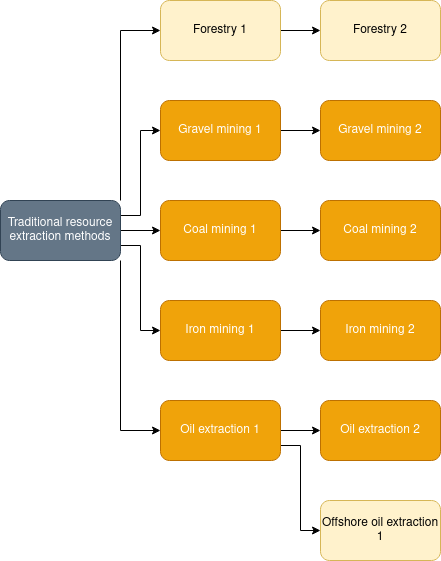 Forestry 1
Forestry 2
Gravel mining 1
Gravel mining 2
Traditional resource
extraction methods
Coal mining 1
Coal mining 2
Iron mining 1
Iron mining 2
Oil extraction 1
Oil extraction 2
Offshore oil extraction
1